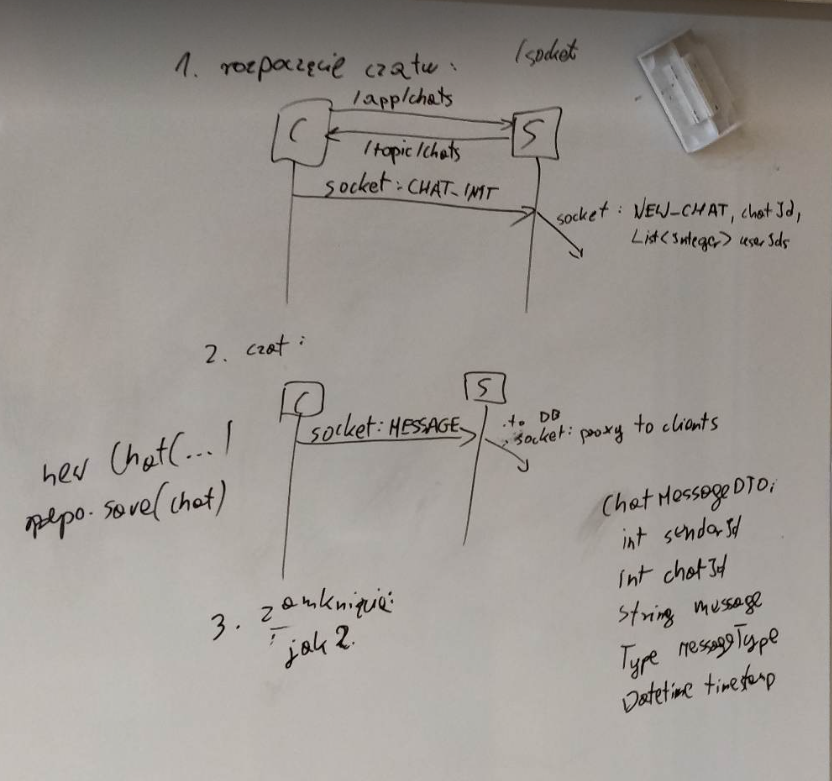 1. rozpoczęcie czatu: /socket
/app/chats
C S
/topic/chats
socket: CHAT_INIT
socket: NEW_CHAT, chatId,
List<Integer> userIds
2. czat:
C S
socket: MESSAGE
to DB
socket: proxy to clients
new Chat(...)
repo.save(chat)
ChatMessageDTO:
int senderId
int chatId
String message
Type messageType
Datetime timestamp
3. zamknięcie:
jak 2.